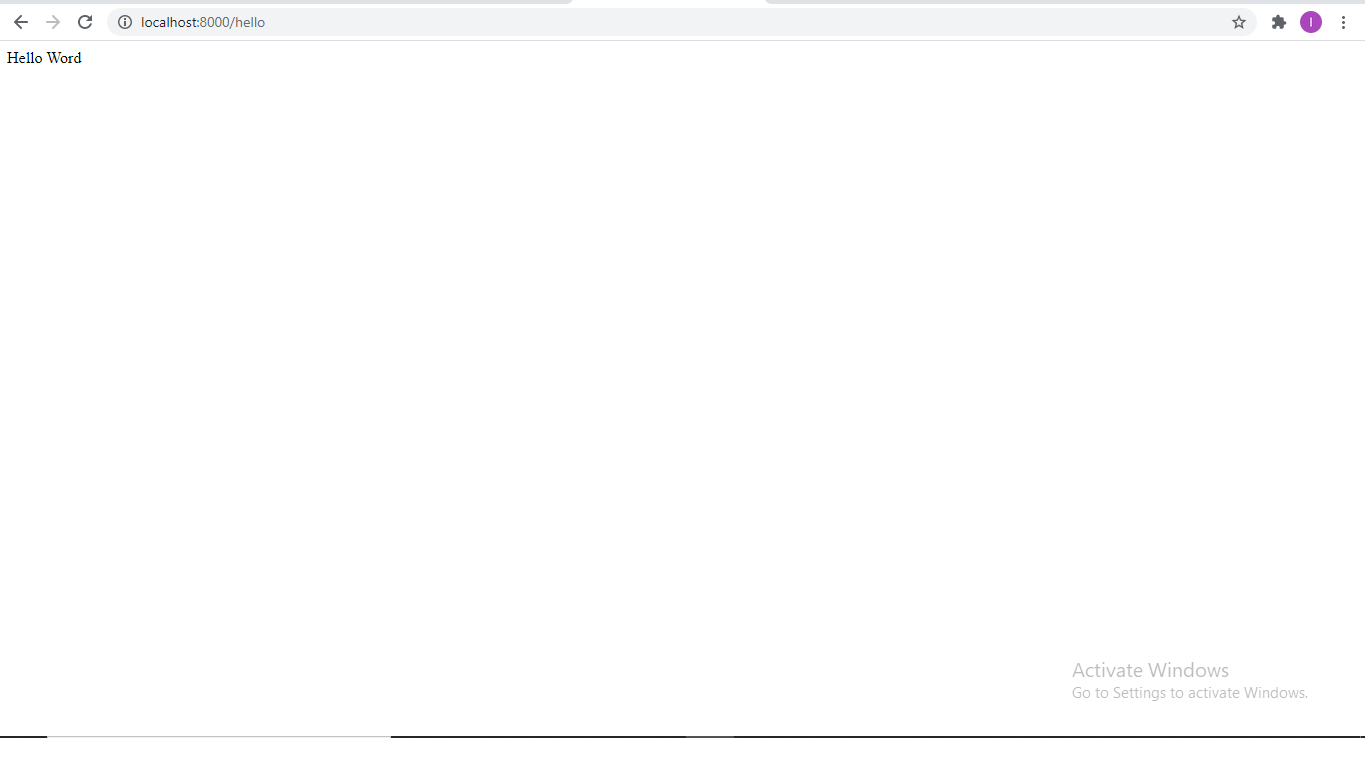 localhost:8000/hello
I
Hello Word
Activate Windows
Go to Settings to activate Windows.